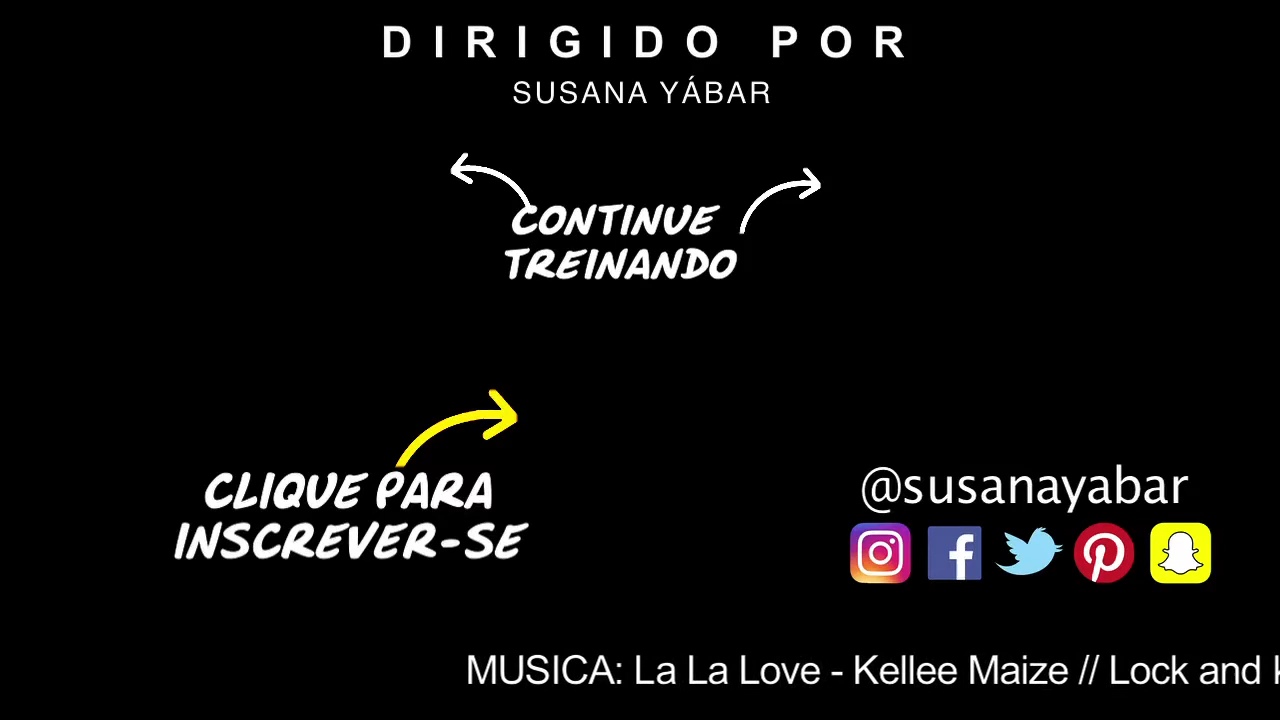 DIRIGIDO POR
SUSANA YÁBAR
CONTINUE
TREINANDO
CLIQUE PARA
INSCREVER-SE
@susanayabar
MUSICA: La La Love - Kellee Maize // Lock and